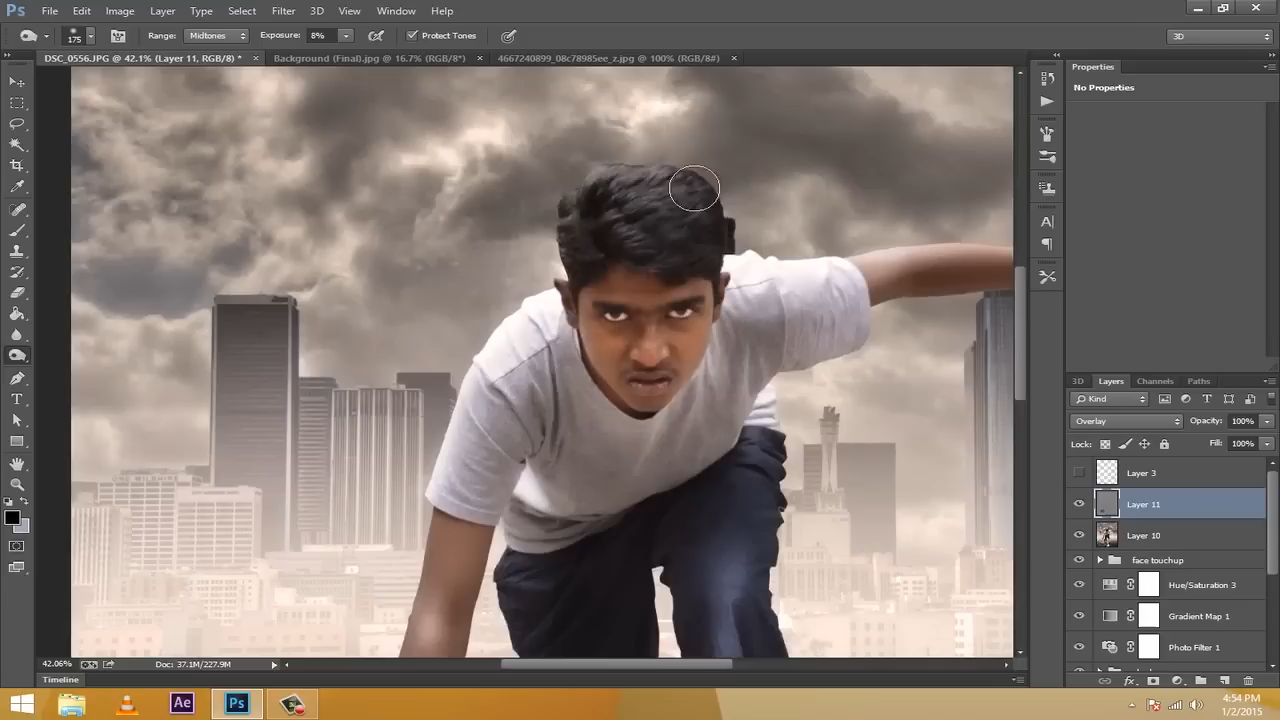 Ps File Edit Image Layer Type Select Filter 3D View Window Help
175 Range: Midtones Exposure: 8% Protect Tones 3D
DSC_0556.JPG @ 42.1% (Layer 11, RGB/8) * × Background (Final).jpg @ 16.7% (RGB/8*) × 4667240899_08c78985ee_z.jpg @ 100% (RGB/8#) ×
Properties
No Properties
3D Layers Channels Paths
Kind
Overlay Opacity: 100%
Lock: Fill: 100%
Layer 3
Layer 11
Layer 10
face touchup
Hue/Saturation 3
Gradient Map 1
Photo Filter 1
42.06% Doc: 37.1M/227.9M
Timeline
Ae Ps
4:54 PM
1/2/2015